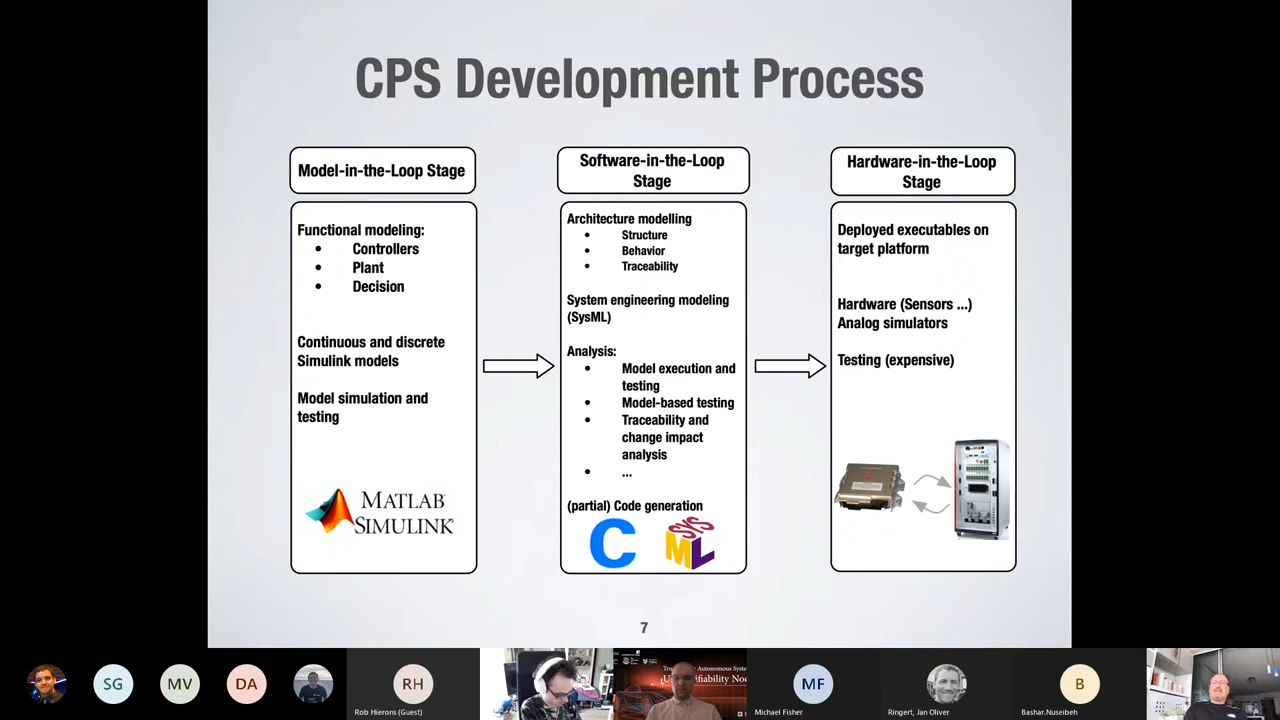 CPS Development Process
Model-in-the-Loop Stage
Functional modeling:
• Controllers
• Plant
• Decision
Continuous and discrete
Simulink models
Model simulation and
testing
MATLAB
SIMULINK
Software-in-the-Loop
Stage
Architecture modelling
• Structure
• Behavior
• Traceability
System engineering modeling
(SysML)
Analysis:
• Model execution and
testing
• Model-based testing
• Traceability and
change impact
analysis
• ...
(partial) Code generation
C
SYS
ML
Hardware-in-the-Loop
Stage
Deployed executables on
target platform
Hardware (Sensors ...)
Analog simulators
Testing (expensive)
7
SG
MV
DA
RH
Rob Hierons (Guest)
Autonomous
MF
Michael Fisher
Ringert, Jan Oliver
B
Bashar.Nuseibeh